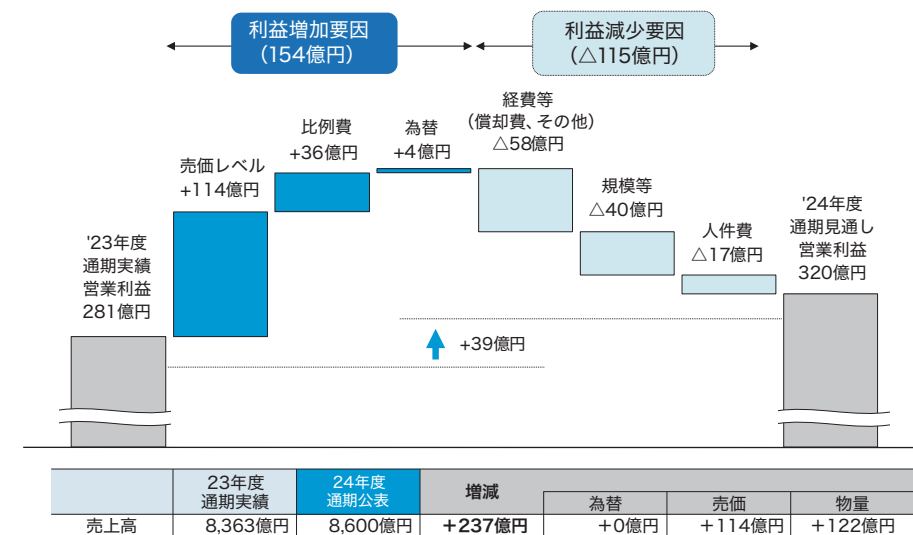 利益増加要因
(154億円)
利益減少要因
(△115億円)
'23年度
通期実績
営業利益
281億円
売価レベル
+114億円
比例費
+36億円
為替
+4億円
経費等
(償却費、その他)
△58億円
規模等
△40億円
人件費
△17億円
'24年度
通期見通し
営業利益
320億円
+39億円
23年度
通期実績
24年度
通期公表
増減
為替
売価
物量
売上高
8,363億円
8,600億円
+237億円
+0億円
+114億円
+122億円